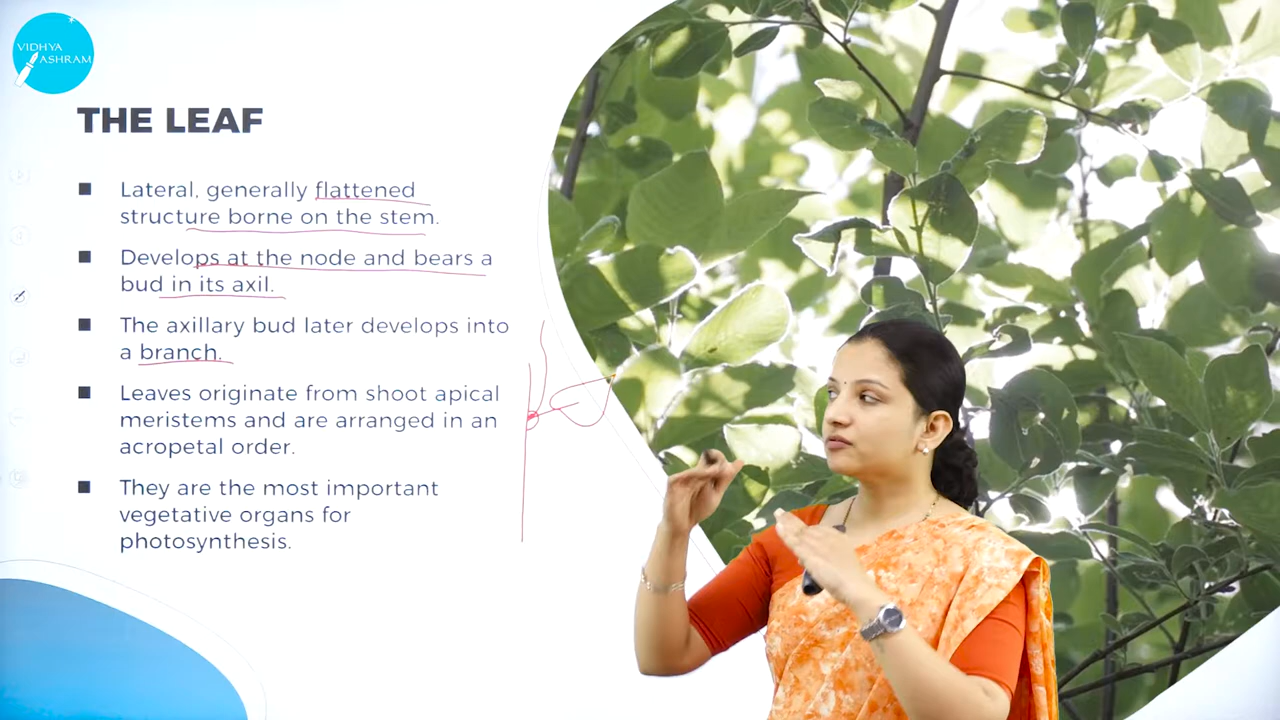 VIDHYA
ASHRAM
THE LEAF
Lateral, generally flattened
structure borne on the stem.
Develops at the node and bears a
bud in its axil.
The axillary bud later develops into
a branch.
Leaves originate from shoot apical
meristems and are arranged in an
acropetal order.
They are the most important
vegetative organs for
photosynthesis.